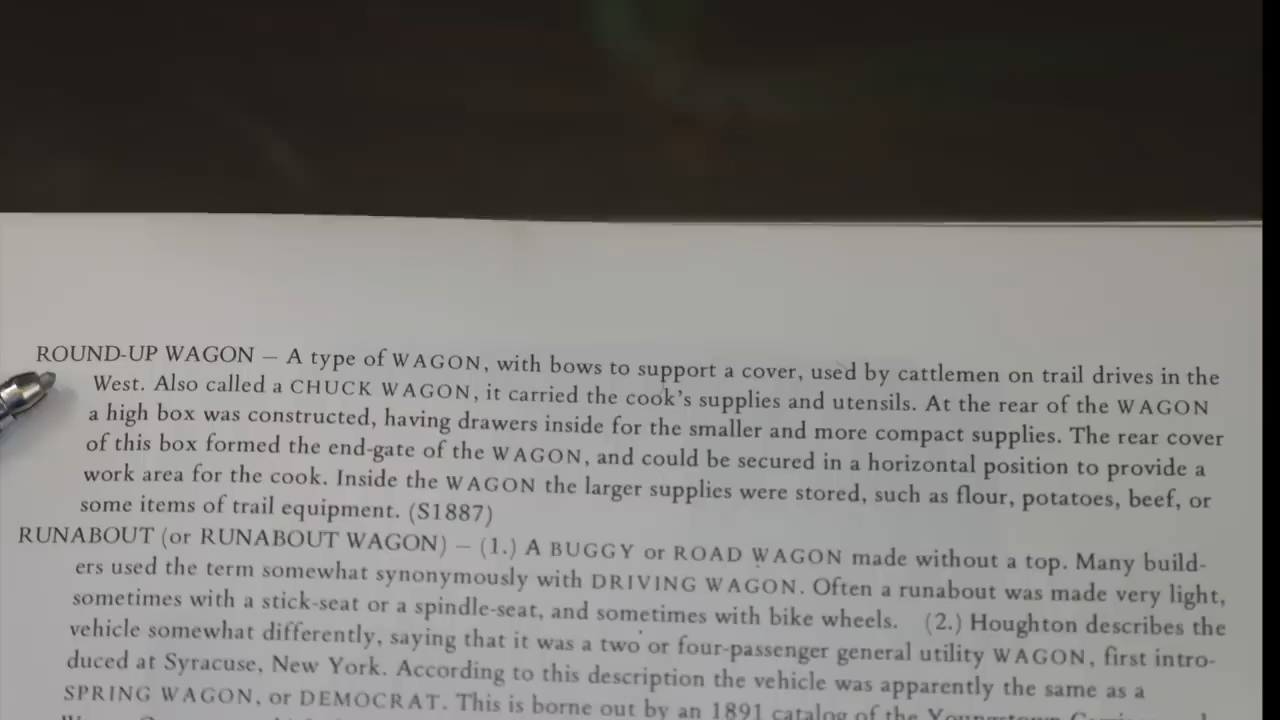 ROUND-UP WAGON — A type of WAGON, with bows to support a cover, used by cattlemen on trail drives in the
West. Also called a CHUCK WAGON, it carried the cook's supplies and utensils. At the rear of the WAGON
a high box was constructed, having drawers inside for the smaller and more compact supplies. The rear cover
of this box formed the end-gate of the WAGON, and could be secured in a horizontal position to provide a
work area for the cook. Inside the WAGON the larger supplies were stored, such as flour, potatoes, beef, or
some items of trail equipment. (S1887)
RUNABOUT (or RUNABOUT WAGON) — (1.) A BUGGY or ROAD WAGON made without a top. Many build-
ers used the term somewhat synonymously with DRIVING WAGON. Often a runabout was made very light,
sometimes with a stick-seat or a spindle-seat, and sometimes with bike wheels. (2.) Houghton describes the
vehicle somewhat differently, saying that it was a two or four-passenger general utility WAGON, first intro-
duced at Syracuse, New York. According to this description the vehicle was apparently the same as a
SPRING WAGON, or DEMOCRAT. This is borne out by an 1891 catalog of the